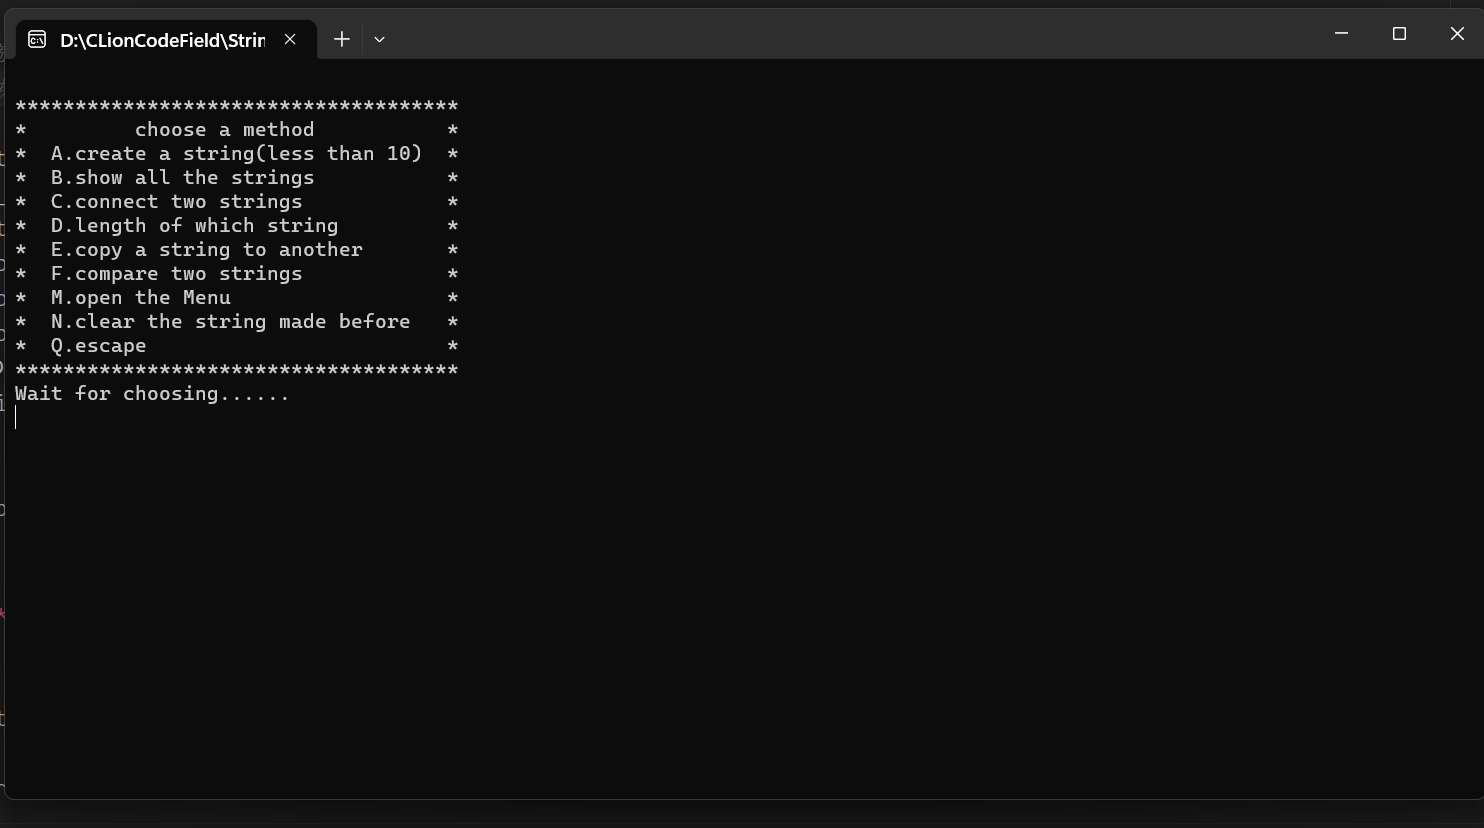 D:\CLionCodeField\Strin
*************************************
*         choose a method           *
*  A.create a string(less than 10)  *
*  B.show all the strings           *
*  C.connect two strings            *
*  D.length of which string         *
*  E.copy a string to another       *
*  F.compare two strings            *
*  M.open the Menu                  *
*  N.clear the string made before   *
*  Q.escape                         *
*************************************
Wait for choosing......